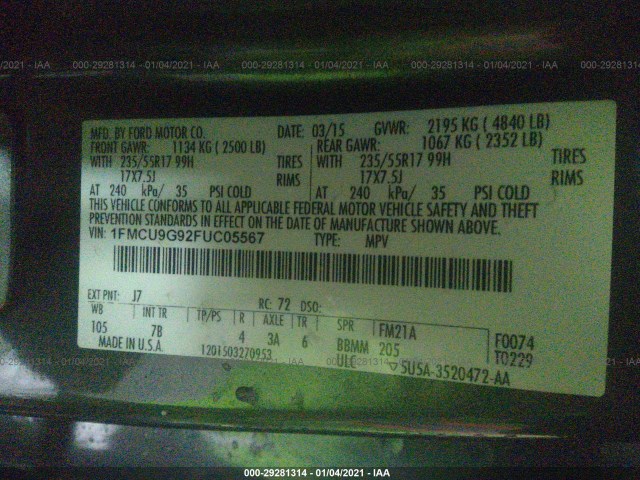 000-29281314 - 01/04/2021 - IAA
MFD. BY FORD MOTOR CO.
DATE: 03/15
GVWR: 2195 KG ( 4840 LB)
FRONT GAWR: 1134 KG ( 2500 LB)
REAR GAWR: 1067 KG ( 2352 LB)
WITH 235/55R17 99H TIRES
WITH 235/55R17 99H TIRES
17X7.5J RIMS
17X7.5J RIMS
AT 240 kPa/ 35 PSI COLD
AT 240 kPa/ 35 PSI COLD
THIS VEHICLE CONFORMS TO ALL APPLICABLE FEDERAL MOTOR VEHICLE SAFETY AND THEFT
PREVENTION STANDARDS IN EFFECT ON THE DATE OF MANUFACTURE SHOWN ABOVE.
VIN: 1FMCU9G92FUC05567
TYPE: MPV
EXT PNT: J7 RC: 72 DSO:
WB INT TR TP/PS R AXLE TR SPR FM21A F0074
105 7B 4 3A 6 BBMM 205 T0229
MADE IN U.S.A. 1201503270953 ULC 5U5A-3520472-AA
000-29281314 - 01/04/2021 - IAA